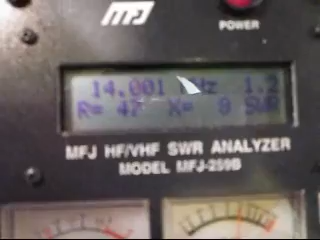 MFJ
POWER
14.001 MHz 1.2
R= 47 X= 0 SWR
MFJ HF/VHF SWR ANALYZER
MODEL MFJ-259B